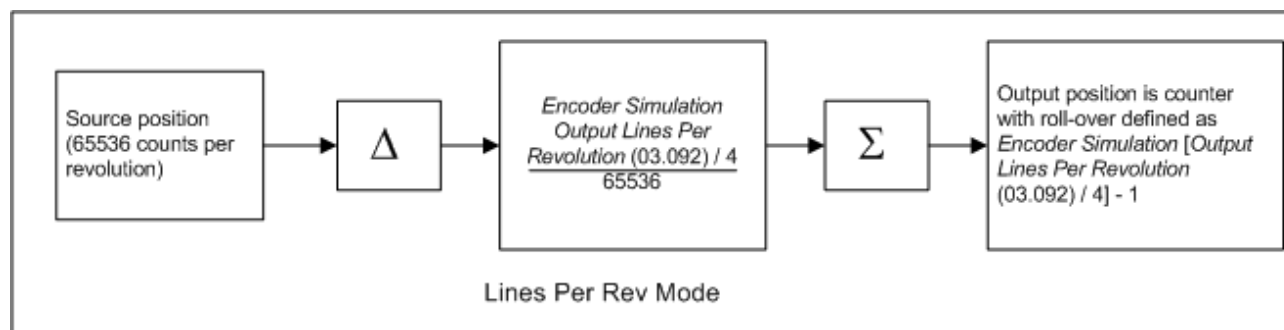 Source position
(65536 counts per
revolution)
Δ
Encoder Simulation
Output Lines Per
Revolution (03.092) / 4
65536
Σ
Output position is counter
with roll-over defined as
Encoder Simulation [Output
Lines Per Revolution
(03.092) / 4] - 1
Lines Per Rev Mode